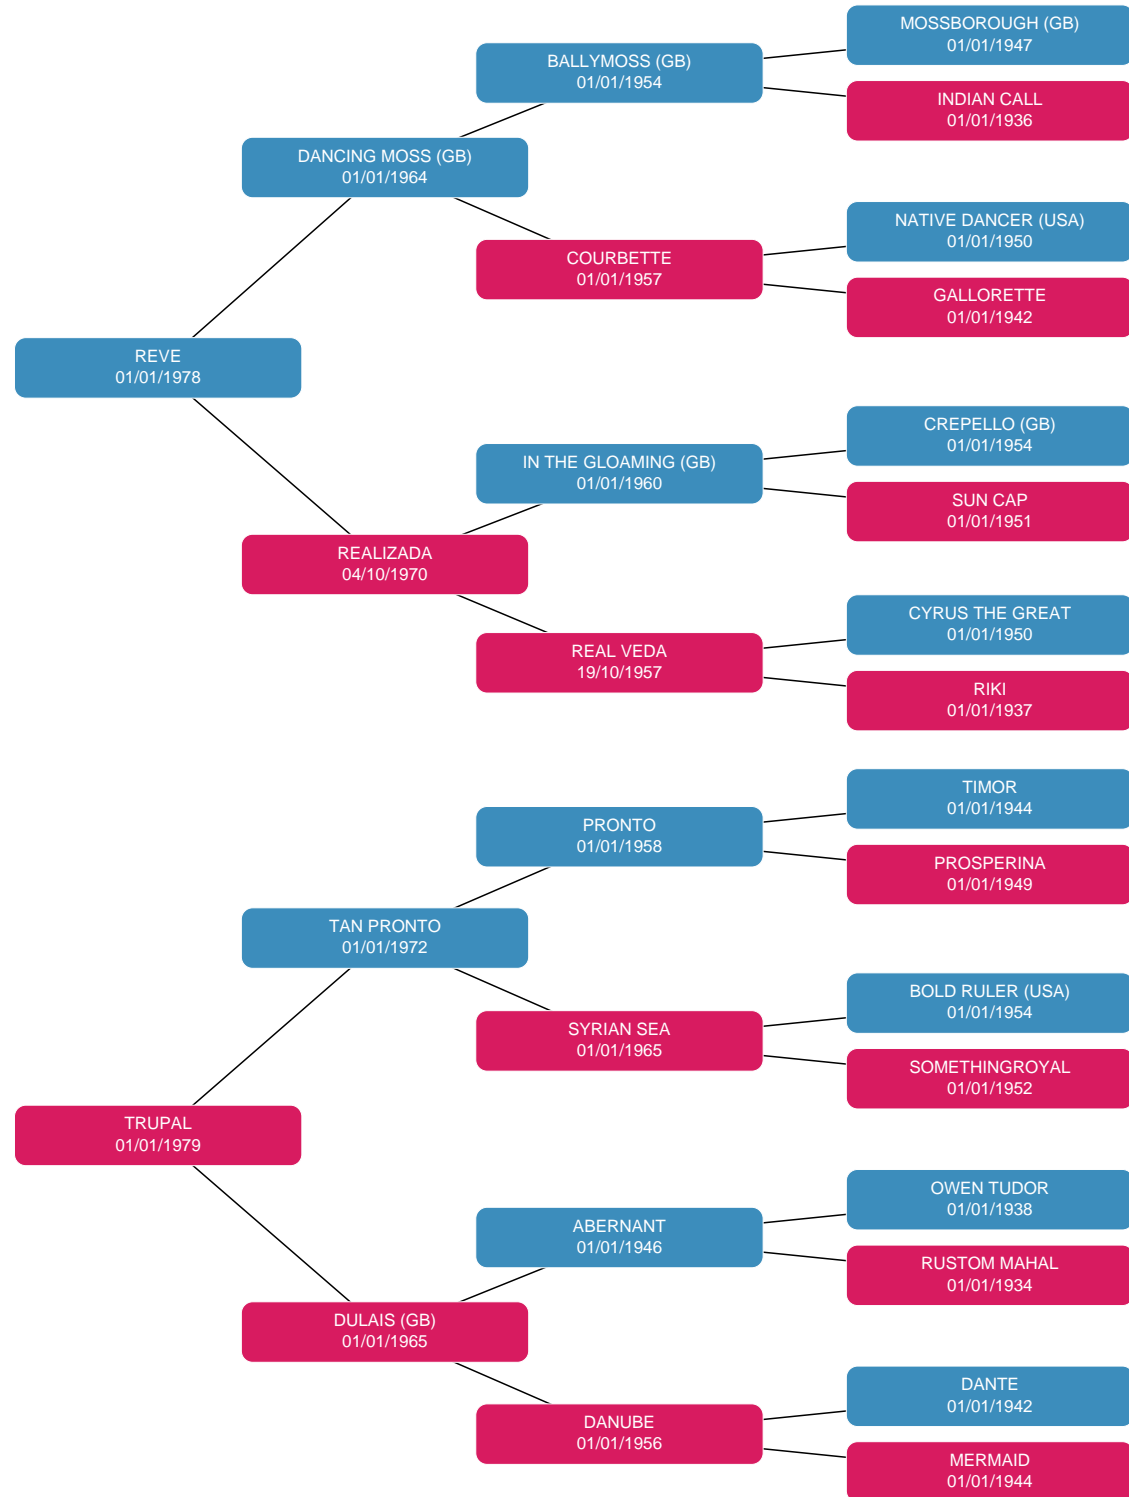 MOSSBOROUGH (GB)
01/01/1947
BALLYMOSS (GB)
01/01/1954
INDIAN CALL
01/01/1936
DANCING MOSS (GB)
01/01/1964
NATIVE DANCER (USA)
01/01/1950
COURBETTE
01/01/1957
GALLORETTE
01/01/1942
REVE
01/01/1978
CREPELLO (GB)
01/01/1954
IN THE GLOAMING (GB)
01/01/1960
SUN CAP
01/01/1951
REALIZADA
04/10/1970
CYRUS THE GREAT
01/01/1950
REAL VEDA
19/10/1957
RIKI
01/01/1937
TIMOR
01/01/1944
PRONTO
01/01/1958
PROSPERINA
01/01/1949
TAN PRONTO
01/01/1972
BOLD RULER (USA)
01/01/1954
SYRIAN SEA
01/01/1965
SOMETHINGROYAL
01/01/1952
TRUPAL
01/01/1979
OWEN TUDOR
01/01/1938
ABERNANT
01/01/1946
RUSTOM MAHAL
01/01/1934
DULAIS (GB)
01/01/1965
DANTE
01/01/1942
DANUBE
01/01/1956
MERMAID
01/01/1944